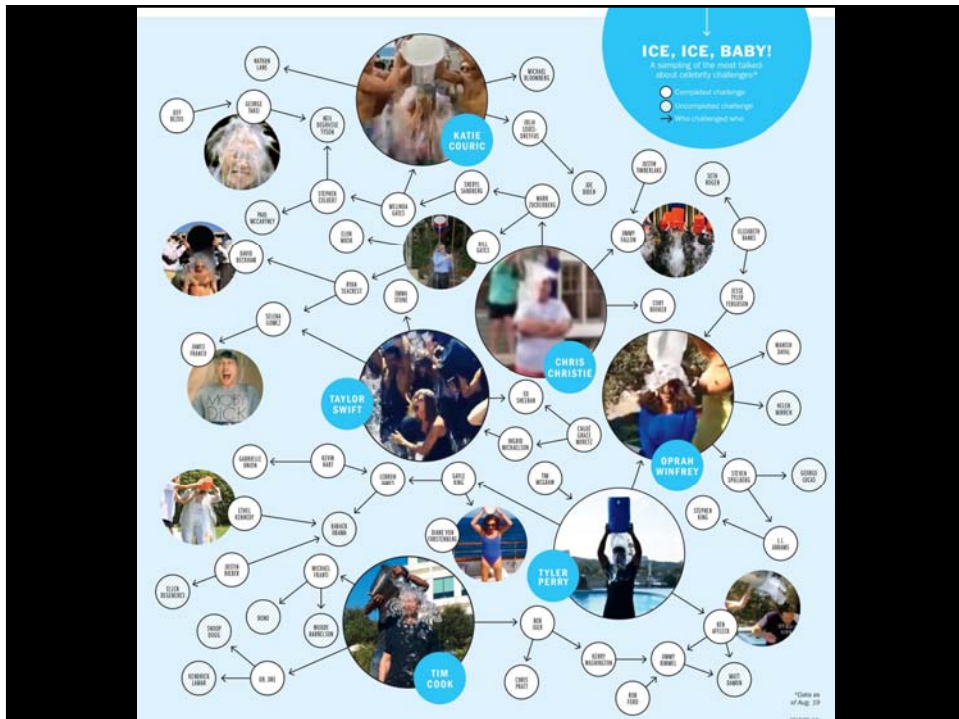 ICE, ICE, BABY!
A sampling of the most talked-
about celebrity challenges*
Completed challenge
Uncompleted challenge
Who challenged who
NATHAN
LANE
MICHAEL
BLOOMBERG
JEFF
BEZOS
GEORGE
TAKEI
NEIL
DEGRASSE
TYSON
KATIE
COURIC
JULIA
LOUIS-
DREYFUS
JOE
BIDEN
JUSTIN
TIMBERLAKE
SETH
ROGEN
SHERYL
SANDBERG
STEPHEN
COLBERT
MELINDA
GATES
MARK
ZUCKERBERG
PAUL
MCCARTNEY
ELON
MUSK
BILL
GATES
JIMMY
FALLON
ELIZABETH
BANKS
DAVID
BECKHAM
RYAN
SEACREST
EMMA
STONE
CORY
BOOKER
JESSE
TYLER
FERGUSON
SELENA
GOMEZ
JAMES
FRANCO
MOBY
DICK
CHRIS
CHRISTIE
MANISH
DAYAL
TAYLOR
SWIFT
ED
SHEERAN
HELEN
MIRREN
INGRID
MICHAELSON
CHLOË
GRACE
MORETZ
OPRAH
WINFREY
GABRIELLE
UNION
KEVIN
HART
LEBRON
JAMES
GAYLE
KING
TIM
MCGRAW
STEVEN
SPIELBERG
GEORGE
LUCAS
ETHEL
KENNEDY
BARACK
OBAMA
DIANE VON
FURSTENBERG
STEPHEN
KING
J.J.
ABRAMS
JUSTIN
BIEBER
ELLEN
DEGENERES
MICHAEL
TYLER
PERRY
BONO
WOODY
HARRELSON
SNOOP
DOGG
KENDRICK
LAMAR
DR. DRE
TIM
COOK
BOB
IGER
CHRIS
PRATT
KERRY
WASHINGTON
JIMMY
KIMMEL
ROB
FORD
BEN
AFFLECK
MATT
DAMON
*Data as
of Aug. 19